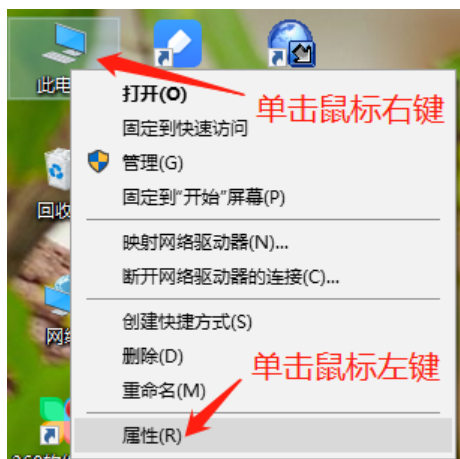 此电
打开(O)
单击鼠标右键
固定到快速访问
管理(G)
固定到"开始"屏幕(P)
回收
映射网络驱动器(N)...
断开网络驱动器的连接(C)...
创建快捷方式(S)
网
删除(D)
单击鼠标左键
重命名(M)
属性(R)